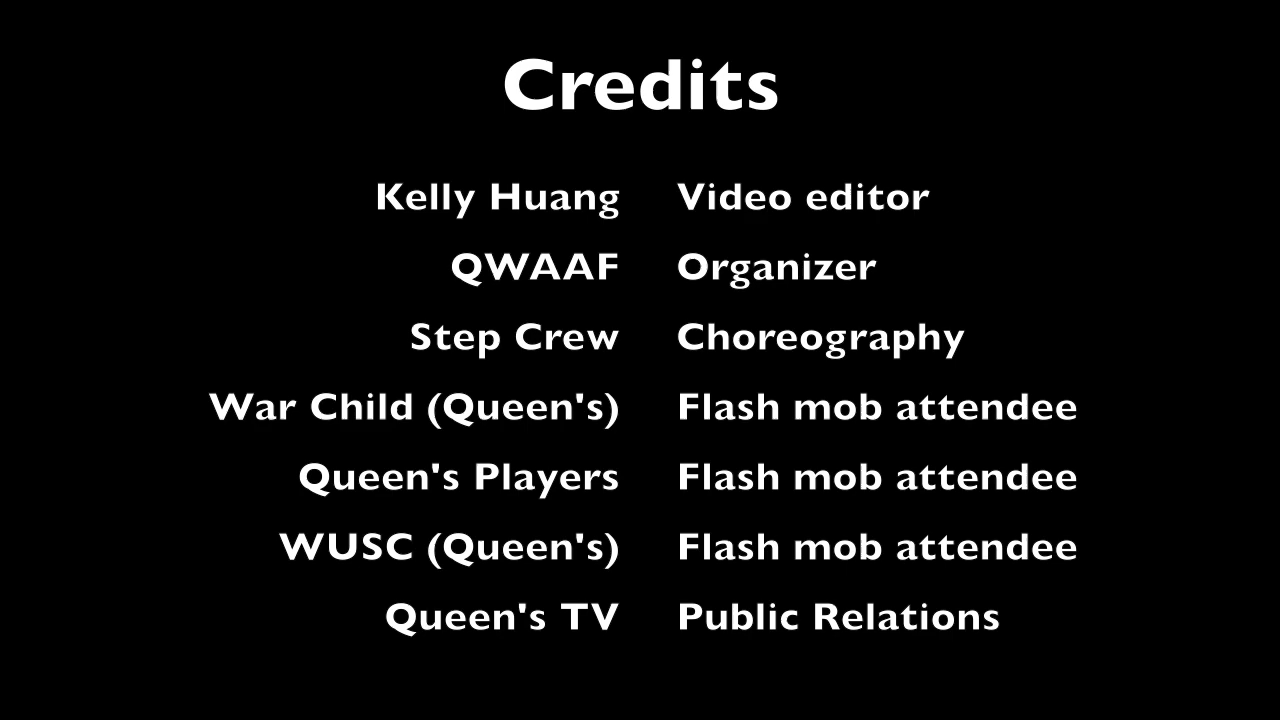 Credits
Kelly Huang Video editor
QWAAF Organizer
Step Crew Choreography
War Child (Queen's) Flash mob attendee
Queen's Players Flash mob attendee
WUSC (Queen's) Flash mob attendee
Queen's TV Public Relations